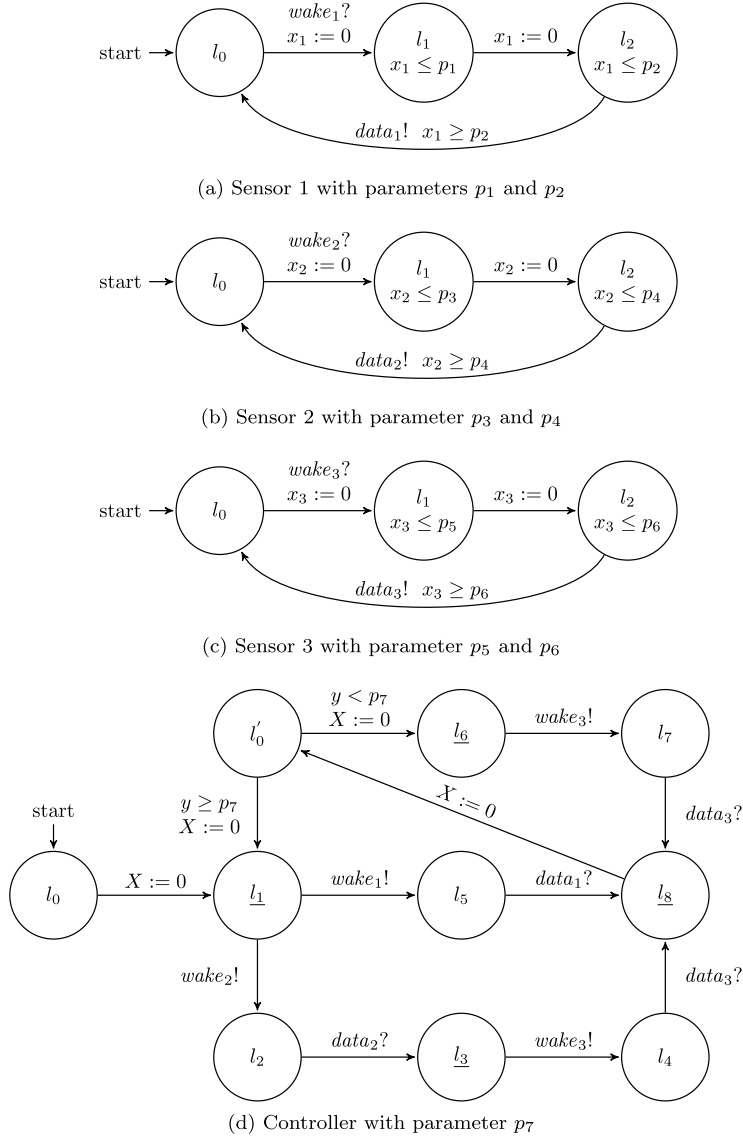 wake₁?
x₁ := 0
x₁ := 0
start
l₀
l₁
x₁ ≤ p₁
l₂
x₁ ≤ p₂
data₁! x₁ ≥ p₂
(a) Sensor 1 with parameters p₁ and p₂
wake₂?
x₂ := 0
x₂ := 0
start
l₀
l₁
x₂ ≤ p₃
l₂
x₂ ≤ p₄
data₂! x₂ ≥ p₄
(b) Sensor 2 with parameter p₃ and p₄
wake₃?
x₃ := 0
x₃ := 0
start
l₀
l₁
x₃ ≤ p₅
l₂
x₃ ≤ p₆
data₃! x₃ ≥ p₆
(c) Sensor 3 with parameter p₅ and p₆
y < p₇
X := 0
wake₃!
l₀′
l₆
l₇
start
y ≥ p₇
X := 0
X := 0
data₃?
l₀
X := 0
l₁
wake₁!
l₅
data₁?
l₈
wake₂!
data₃?
l₂
data₂?
l₃
wake₃!
l₄
(d) Controller with parameter p₇